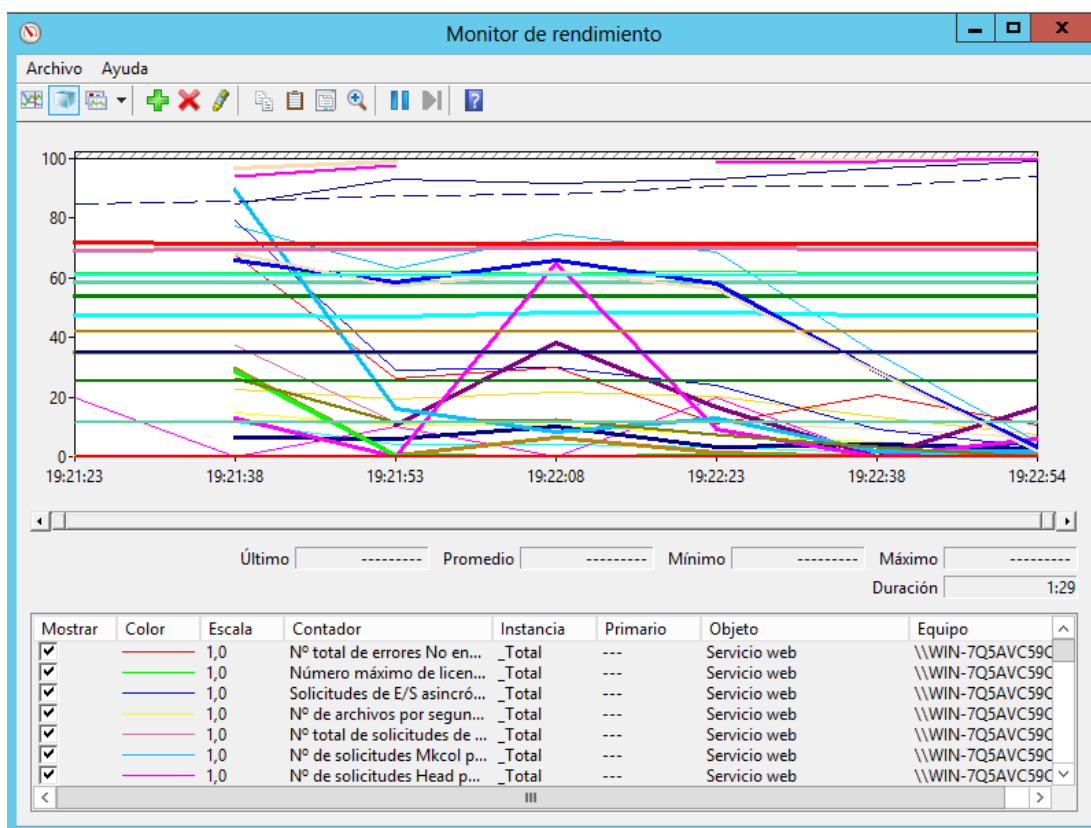 Monitor de rendimiento
Archivo Ayuda
100
80
60
40
20
0
19:21:23 19:21:38 19:21:53 19:22:08 19:22:23 19:22:38 19:22:54
Último --------- Promedio --------- Mínimo --------- Máximo ---------
Duración 1:29
Mostrar Color Escala Contador Instancia Primario Objeto Equipo
1,0 Nº total de errores No en... _Total --- Servicio web \\WIN-7Q5AVC59C
1,0 Número máximo de licen... _Total --- Servicio web \\WIN-7Q5AVC59C
1,0 Solicitudes de E/S asincró... _Total --- Servicio web \\WIN-7Q5AVC59C
1,0 Nº de archivos por segun... _Total --- Servicio web \\WIN-7Q5AVC59C
1,0 Nº total de solicitudes de ... _Total --- Servicio web \\WIN-7Q5AVC59C
1,0 Nº de solicitudes Mkcol p... _Total --- Servicio web \\WIN-7Q5AVC59C
1,0 Nº de solicitudes Head p... _Total --- Servicio web \\WIN-7Q5AVC59C